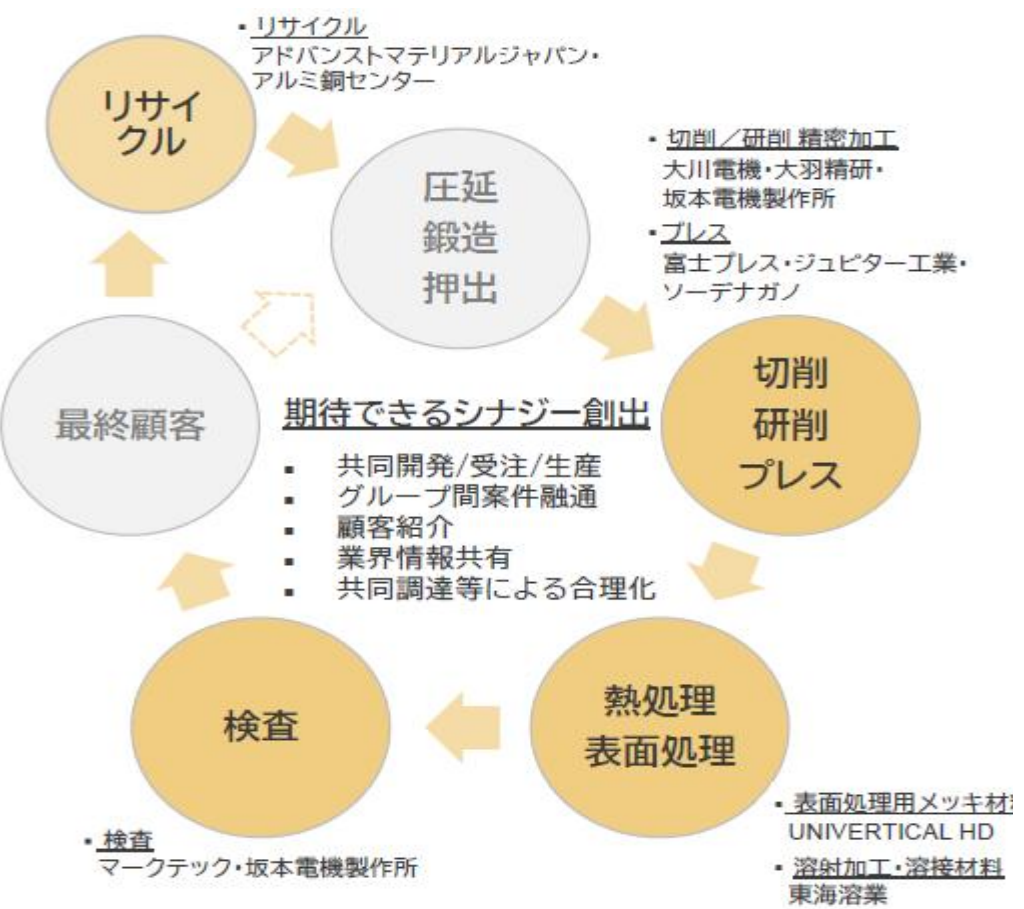 ▪ リサイクル
アドバンストマテリアルジャパン・
アルミ銅センター
リサイ
クル
圧延
鍛造
押出
▪ 切削／研削 精密加工
大川電機・大羽精研・
坂本電機製作所
▪ プレス
富士プレス・ジュピター工業・
ソーデナガノ
切削
研削
プレス
最終顧客
期待できるシナジー創出
▪ 共同開発/受注/生産
▪ グループ間案件融通
▪ 顧客紹介
▪ 業界情報共有
▪ 共同調達等による合理化
熱処理
表面処理
検査
▪ 表面処理用メッキ材
UNIVERTICAL HD
▪ 溶射加工・溶接材料
東海溶業
▪ 検査
マークテック・坂本電機製作所